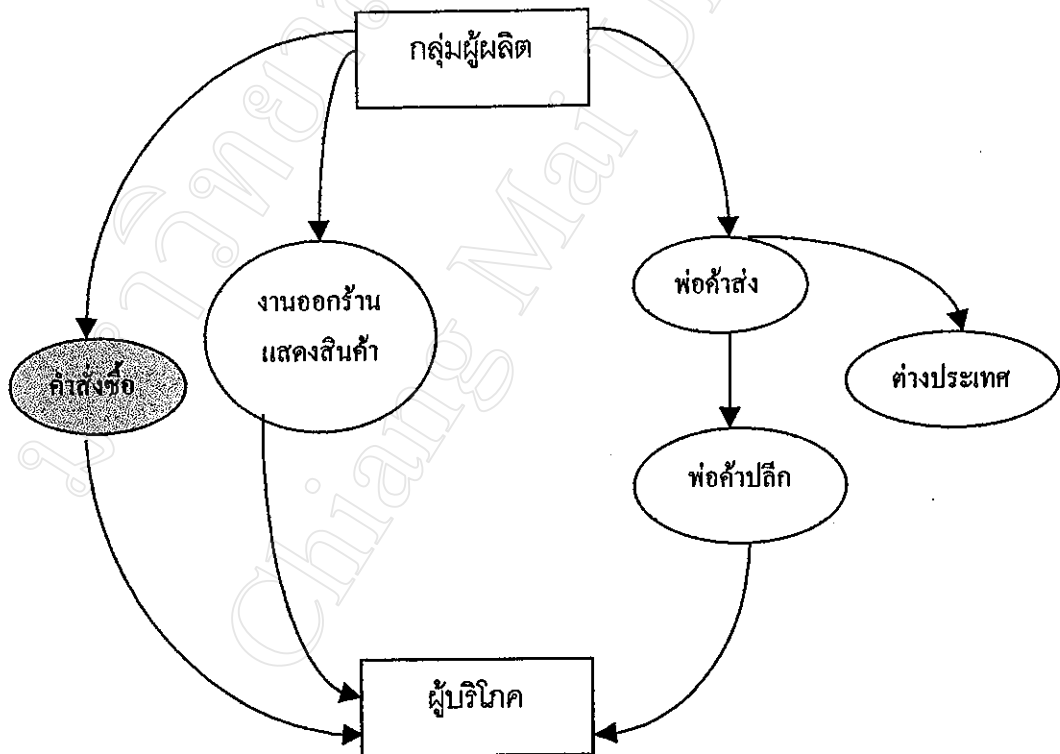 กลุ่มผู้ผลิต
งานออกร้าน
แสดงสินค้า
พ่อค้าส่ง
คำสั่งซื้อ
ต่างประเทศ
พ่อค้าปลีก
ผู้บริโภค
Chiang Mai U